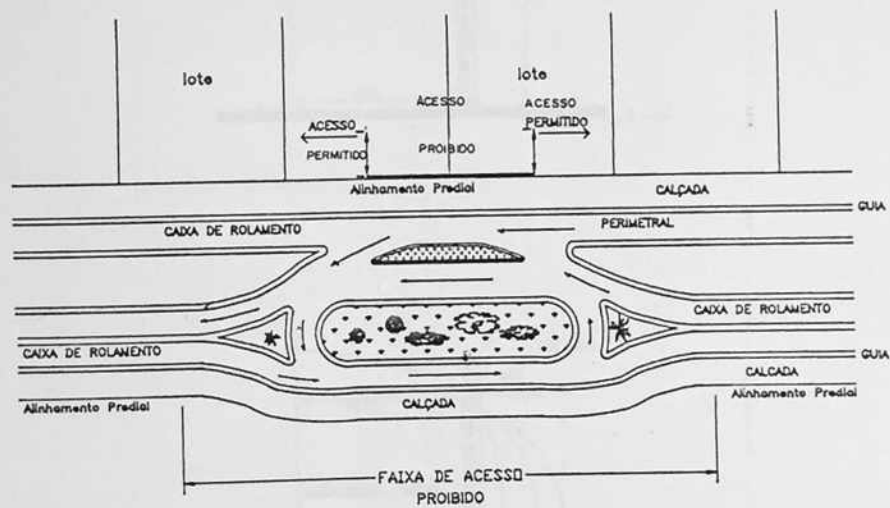 lote
lote
ACESSO
PERMITIDO
ACESSO
PROIBIDO
ACESSO
PERMITIDO
Alinhamento Predial
CALÇADA
GUIA
CAIXA DE ROLAMENTO
PERIMETRAL
CAIXA DE ROLAMENTO
CAIXA DE ROLAMENTO
GUIA
CALCADA
Alinhamento Predial
CALÇADA
Alinhamento Predial
FAIXA DE ACESSO
PROIBIDO